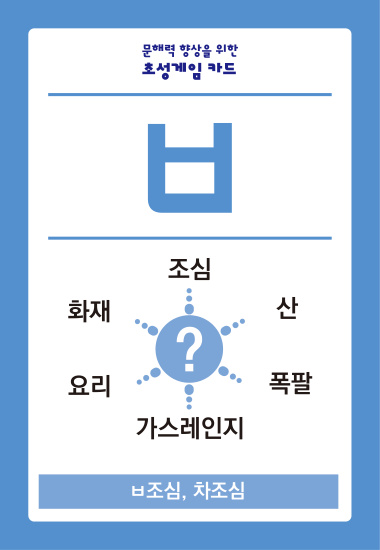 문해력 향상을 위한
초성게임 카드
ㅂ
조심
화재
산
?
요리
폭팔
가스레인지
ㅂ조심, 차조심